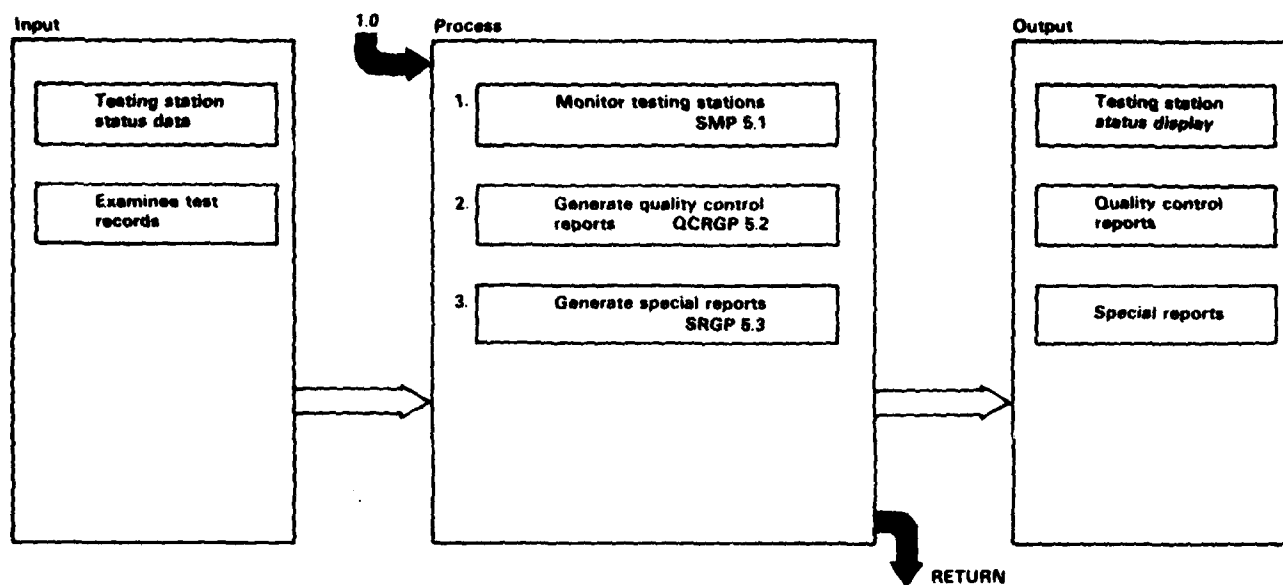 Input
1.0
Process
Output
Testing station
status data
Examinee test
records
1.
Monitor testing stations
SMP 5.1
2.
Generate quality control
reports QCRGP 5.2
3.
Generate special reports
SRGP 5.3
Testing station
status display
Quality control
reports
Special reports
RETURN